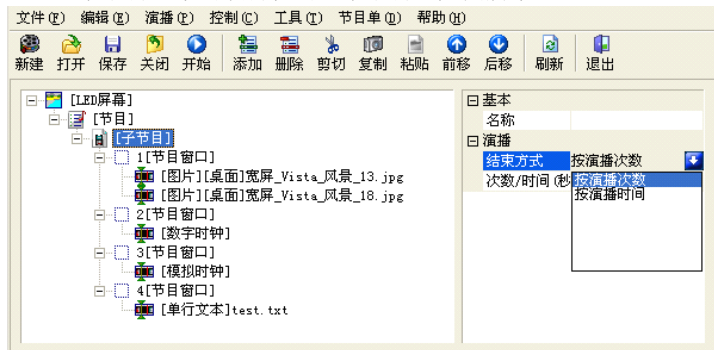 文件(F) 编辑(E) 演播(P) 控制(C) 工具(T) 节目单(D) 帮助(H)
新建 打开 保存 关闭 开始 添加 删除 剪切 复制 粘贴 前移 后移 刷新 退出
[LED屏幕]
[节目]
[子节目]
1[节目窗口]
[图片][桌面]宽屏_Vista_风景_13.jpg
[图片][桌面]宽屏_Vista_风景_18.jpg
2[节目窗口]
[数字时钟]
3[节目窗口]
[模拟时钟]
4[节目窗口]
[单行文本]test.txt
基本
名称
演播
结束方式 按演播次数
次数/时间(秒 按演播次数
按演播时间